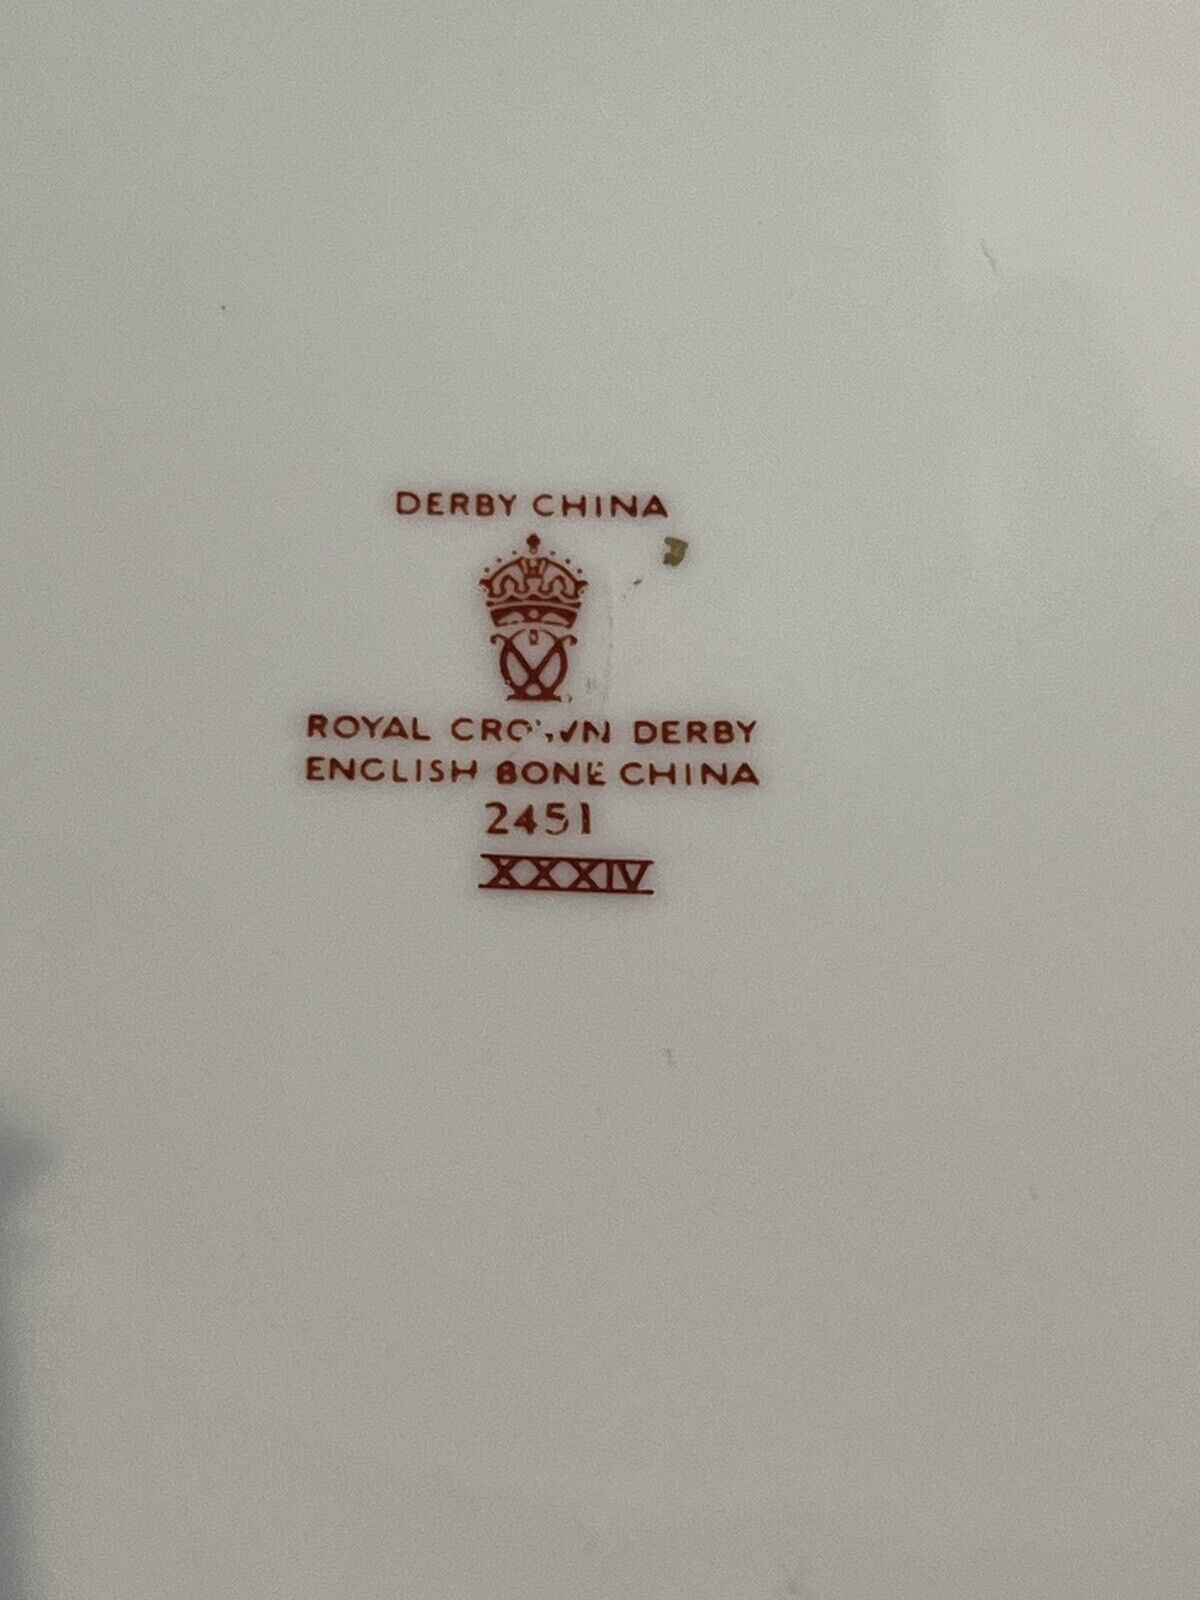 DERBY CHINA
ROYAL CROWN DERBY
ENGLISH BONE CHINA
2451
XXXIV